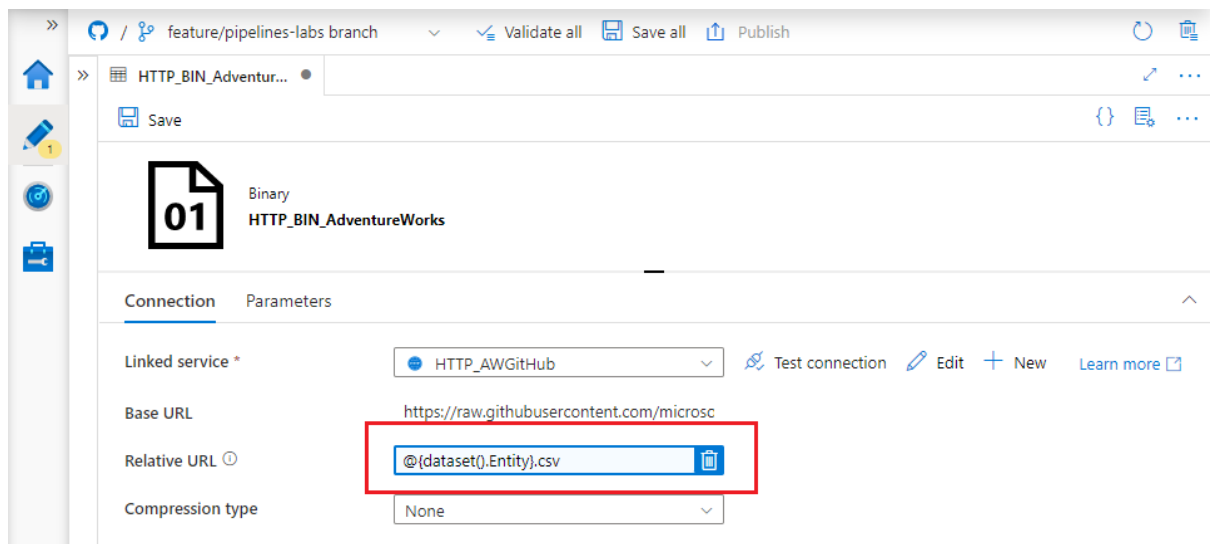 feature/pipelines-labs branch Validate all Save all Publish
HTTP_BIN_Adventur...
Save
1
Binary
01
HTTP_BIN_AdventureWorks
Connection Parameters
Linked service * HTTP_AWGitHub Test connection Edit New Learn more
Base URL https://raw.githubusercontent.com/microsc
Relative URL @{dataset().Entity}.csv
Compression type None